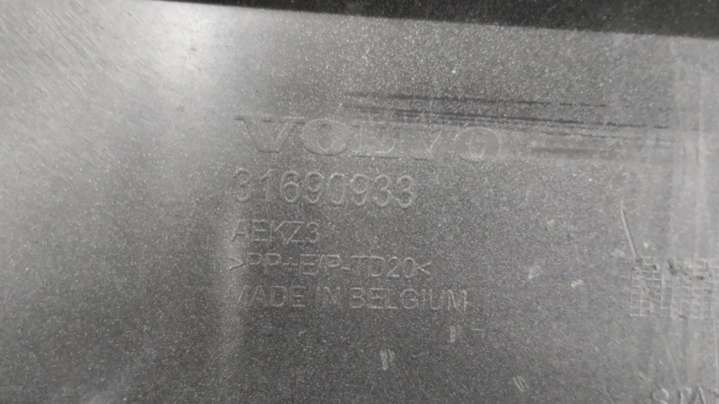 VOLVO
31690933
AEKZ3
>PP+E/P-TD20<
MADE IN BELGIUM